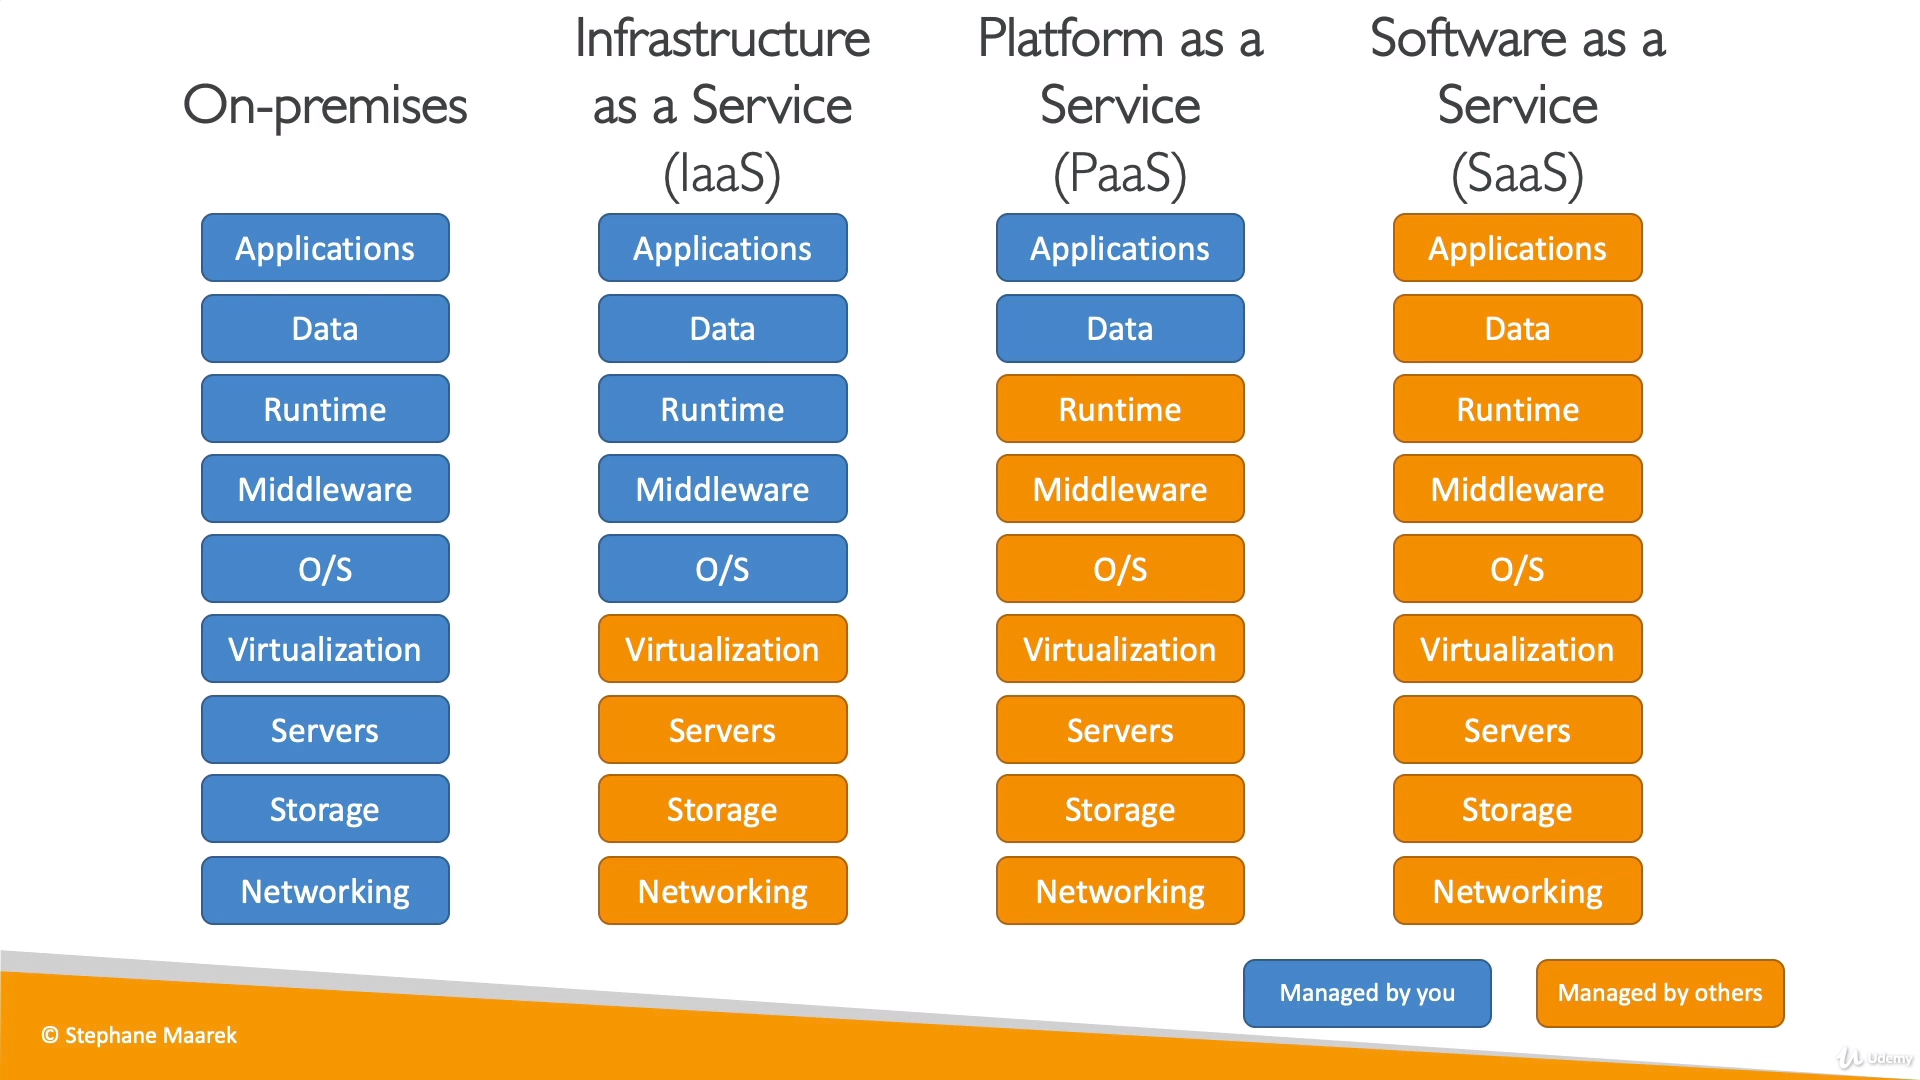 On-premises
Infrastructure
as a Service
(IaaS)
Platform as a
Service
(PaaS)
Software as a
Service
(SaaS)
Applications
Applications
Applications
Applications
Data
Data
Data
Data
Runtime
Runtime
Runtime
Runtime
Middleware
Middleware
Middleware
Middleware
O/S
O/S
O/S
O/S
Virtualization
Virtualization
Virtualization
Virtualization
Servers
Servers
Servers
Servers
Storage
Storage
Storage
Storage
Networking
Networking
Networking
Networking
Managed by you
Managed by others
© Stephane Maarek
Udemy